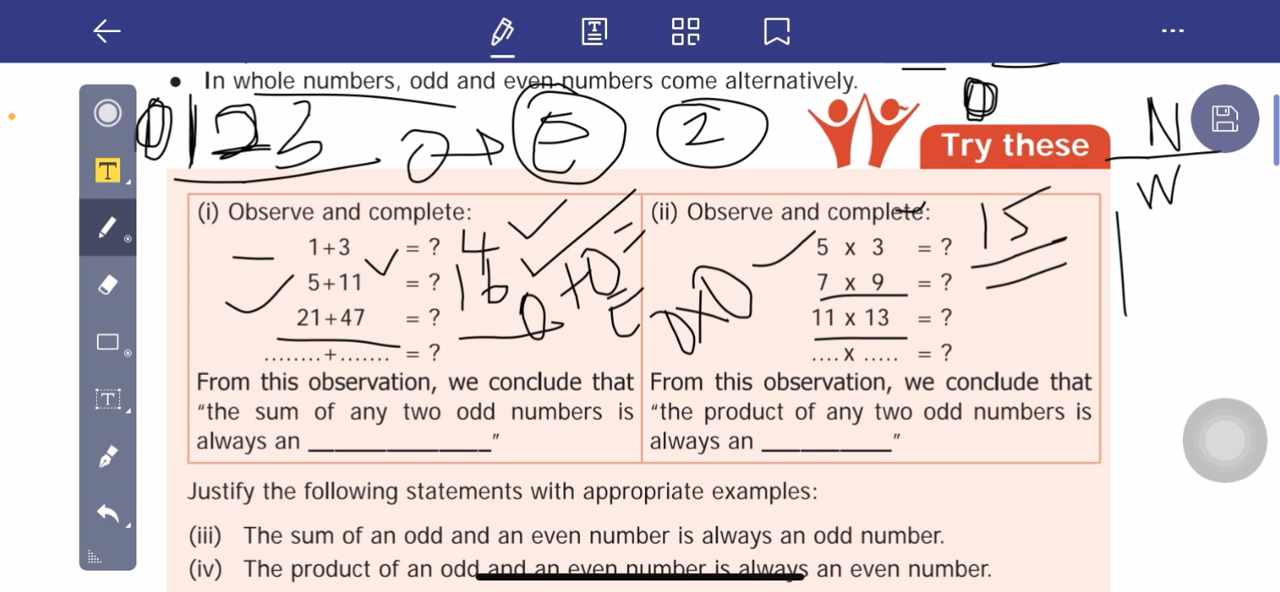 • In whole numbers, odd and even numbers come alternatively.
0 1 2 3 O → E 2
0
Try these
N
W
(i) Observe and complete:
1+3 = ? 4
5+11 = ? 16
21+47 = ?
........+....... = ?
O + O = E
From this observation, we conclude that
“the sum of any two odd numbers is
always an ________________”
(ii) Observe and complete:
5 x 3 = ? 15
7 x 9 = ?
11 x 13 = ?
.... x ..... = ?
O X O
From this observation, we conclude that
“the product of any two odd numbers is
always an ___________”
Justify the following statements with appropriate examples:
(iii) The sum of an odd and an even number is always an odd number.
(iv) The product of an odd and an even number is always an even number.